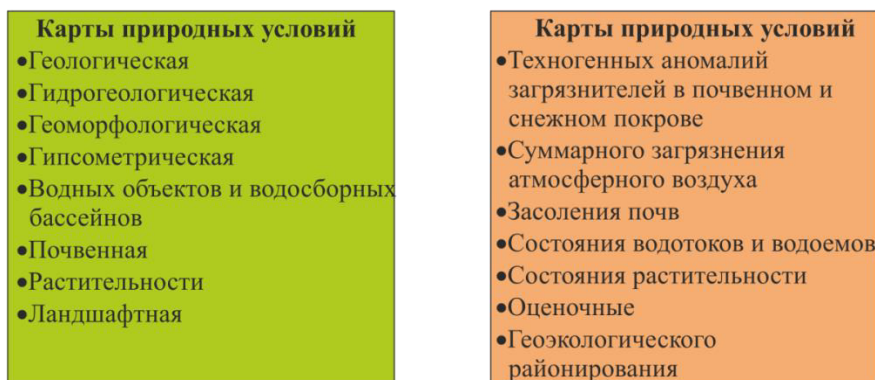 Карты природных условий
•Геологическая
•Гидрогеологическая
•Геоморфологическая
•Гипсометрическая
•Водных объектов и водосборных
бассейнов
•Почвенная
•Растительности
•Ландшафтная
Карты природных условий
•Техногенных аномалий
загрязнителей в почвенном и
снежном покрове
•Суммарного загрязнения
атмосферного воздуха
•Засоления почв
•Состояния водотоков и водоемов
•Состояния растительности
•Оценочные
•Геоэкологического
районирования